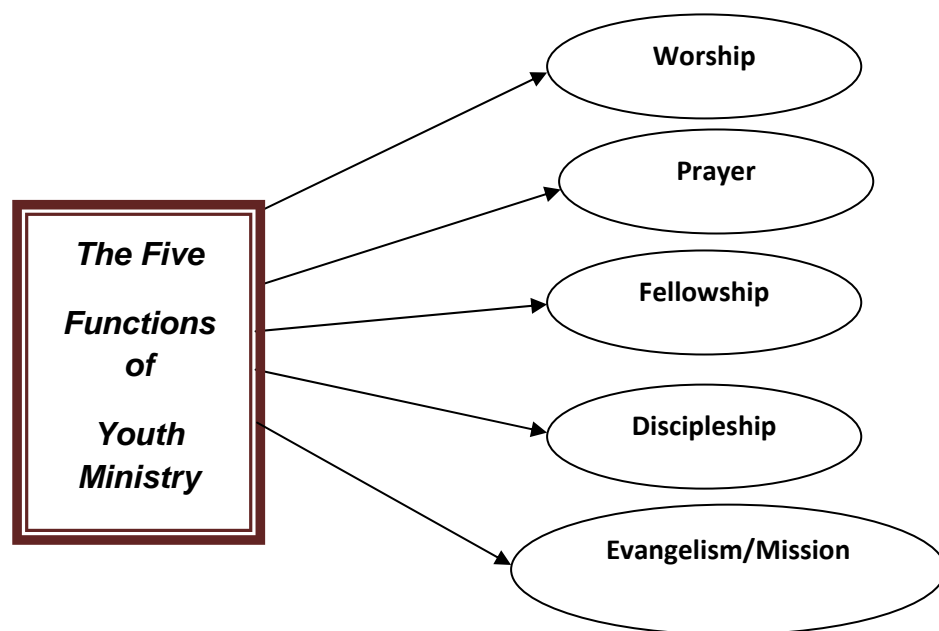 The Five
Functions
of
Youth
Ministry
Worship
Prayer
Fellowship
Discipleship
Evangelism/Mission